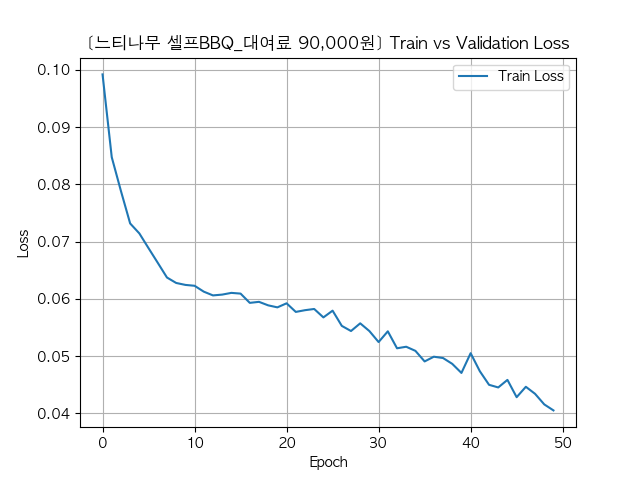 [느티나무 셀프BBQ_대여료 90,000원] Train vs Validation Loss
Train Loss
0.10
0.09
0.08
0.07
0.06
0.05
0.04
Loss
0 10 20 30 40 50
Epoch